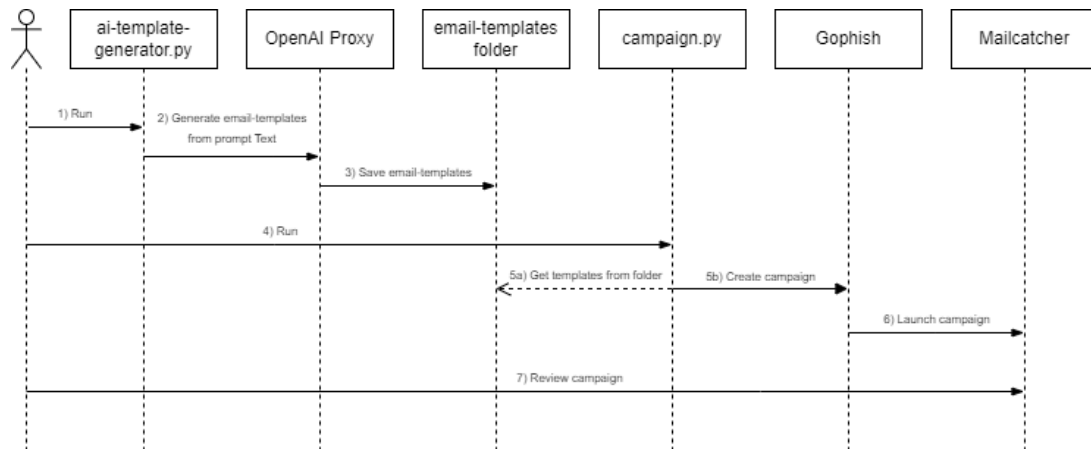 ai-template-
generator.py
OpenAI Proxy
email-templates
folder
campaign.py
Gophish
Mailcatcher
1) Run
2) Generate email-templates
from prompt Text
3) Save email-templates
4) Run
5a) Get templates from folder
5b) Create campaign
6) Launch campaign
7) Review campaign